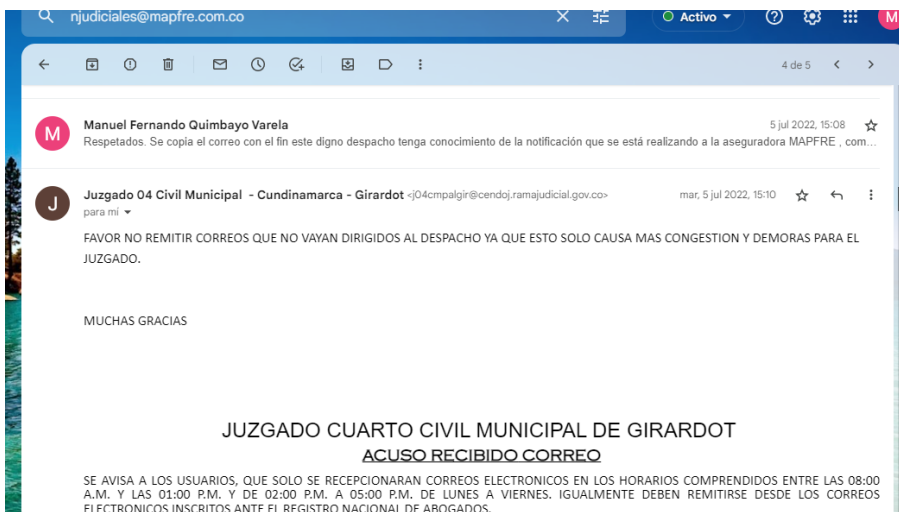 njudiciales@mapfre.com.co
Activo
M
4 de 5
M
Manuel Fernando Quimbayo Varela
5 jul 2022, 15:08
Respetados. Se copia el correo con el fin este digno despacho tenga conocimiento de la notificación que se está realizando a la aseguradora MAPFRE , com...
J
Juzgado 04 Civil Municipal - Cundinamarca - Girardot <j04cmpalgir@cendoj.ramajudicial.gov.co>
mar, 5 jul 2022, 15:10
para mí
FAVOR NO REMITIR CORREOS QUE NO VAYAN DIRIGIDOS AL DESPACHO YA QUE ESTO SOLO CAUSA MAS CONGESTION Y DEMORAS PARA EL
JUZGADO.
MUCHAS GRACIAS
JUZGADO CUARTO CIVIL MUNICIPAL DE GIRARDOT
ACUSO RECIBIDO CORREO
SE AVISA A LOS USUARIOS, QUE SOLO SE RECEPCIONARAN CORREOS ELECTRONICOS EN LOS HORARIOS COMPRENDIDOS ENTRE LAS 08:00
A.M. Y LAS 01:00 P.M. Y DE 02:00 P.M. A 05:00 P.M. DE LUNES A VIERNES. IGUALMENTE DEBEN REMITIRSE DESDE LOS CORREOS
ELECTRONICOS INSCRITOS ANTE EL REGISTRO NACIONAL DE ABOGADOS.